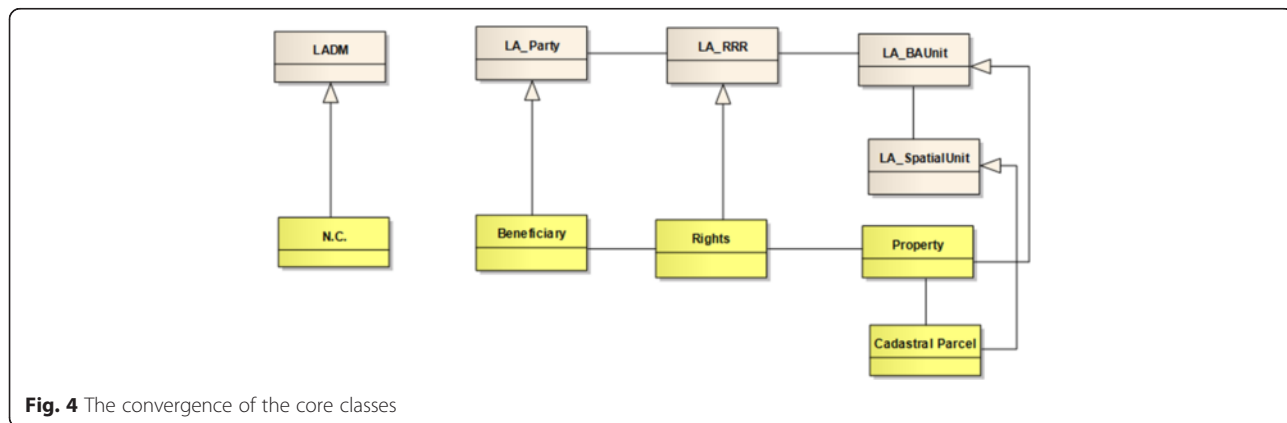 LADM
LA_Party
LA_RRR
LA_BAUnit
LA_SpatialUnit
N.C.
Beneficiary
Rights
Property
Cadastral Parcel
Fig. 4 The convergence of the core classes